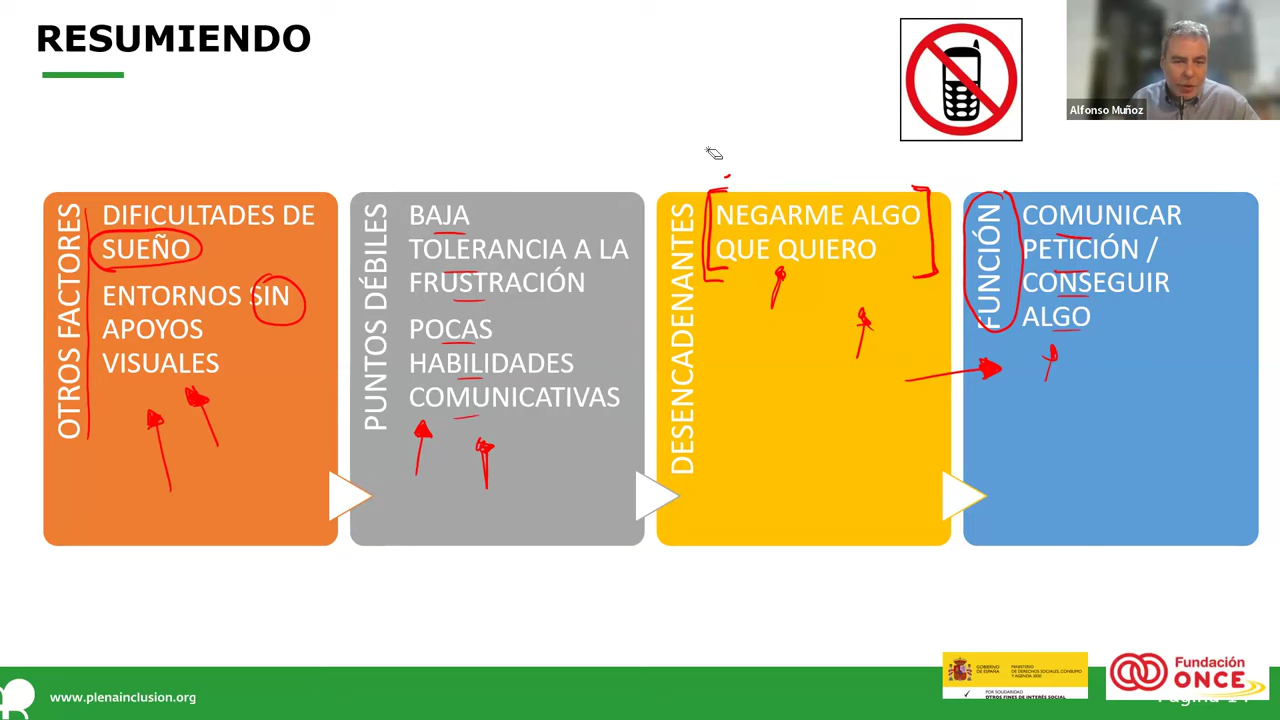 RESUMIENDO
Alfonso Muñoz
OTROS FACTORES
DIFICULTADES DE
SUEÑO
ENTORNOS SIN
APOYOS
VISUALES
PUNTOS DÉBILES
BAJA
TOLERANCIA A LA
FRUSTRACIÓN
POCAS
HABILIDADES
COMUNICATIVAS
DESENCADENANTES
NEGARME ALGO
QUE QUIERO
FUNCIÓN
COMUNICAR
PETICIÓN /
CONSEGUIR
ALGO
www.plenainclusion.org
GOBIERNO
DE ESPAÑA
MINISTERIO
DE DERECHOS SOCIALES, CONSUMO
Y AGENDA 2030
POR SOLIDARIDAD
OTROS FINES DE INTERÉS SOCIAL
Fundación
ONCE